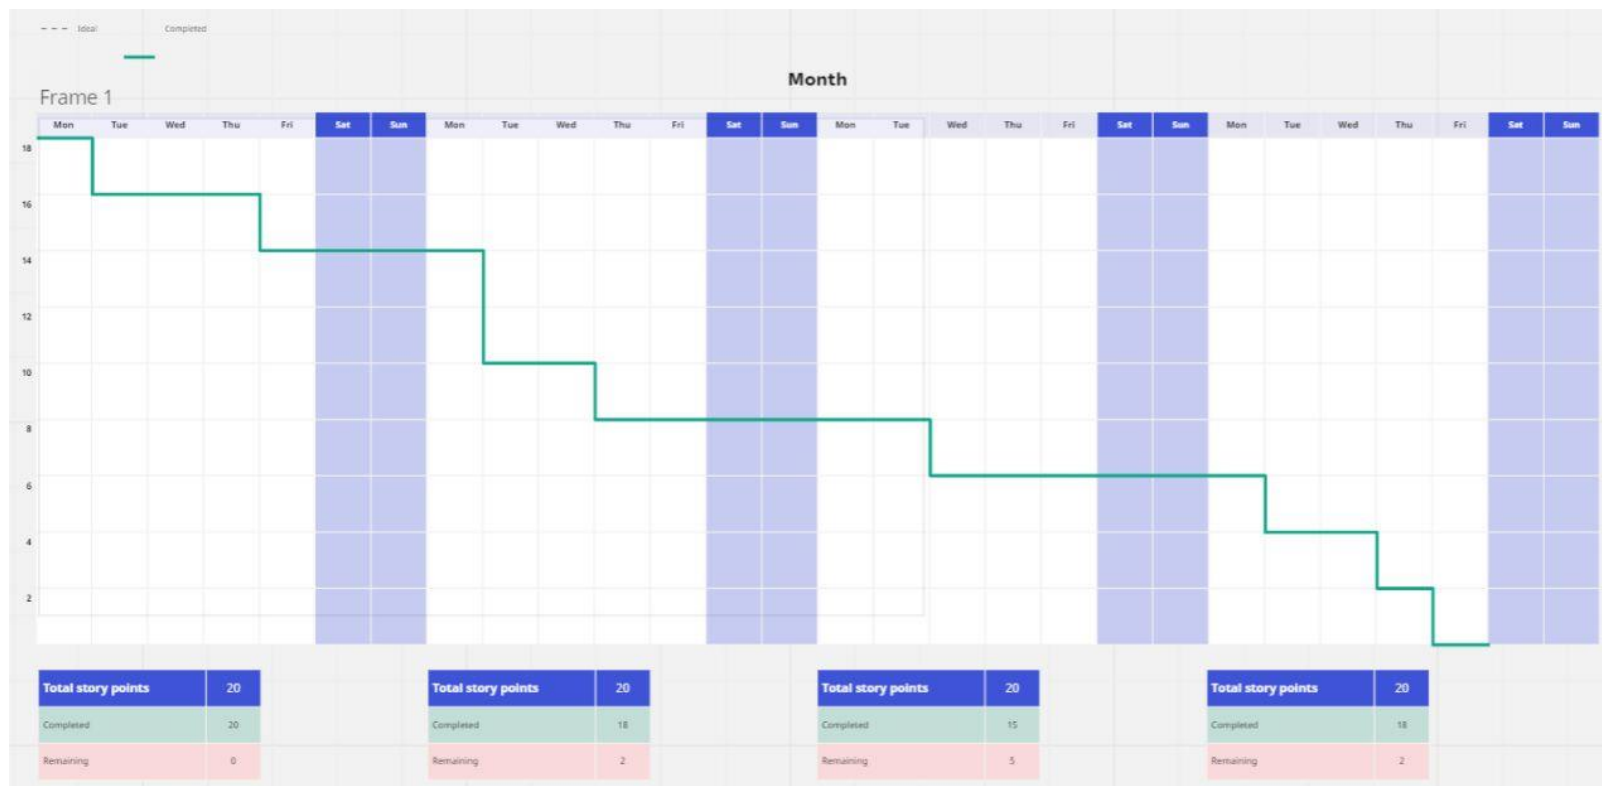 Ideal Completed
Month
Frame 1
Mon Tue Wed Thu Fri Sat Sun Mon Tue Wed Thu Fri Sat Sun Mon Tue Wed Thu Fri Sat Sun Mon Tue Wed Thu Fri Sat Sun
18
16
14
12
10
8
6
4
2
Total story points 20 Total story points 20 Total story points 20 Total story points 20
Completed 20 Completed 18 Completed 15 Completed 18
Remaining 0 Remaining 2 Remaining 5 Remaining 2